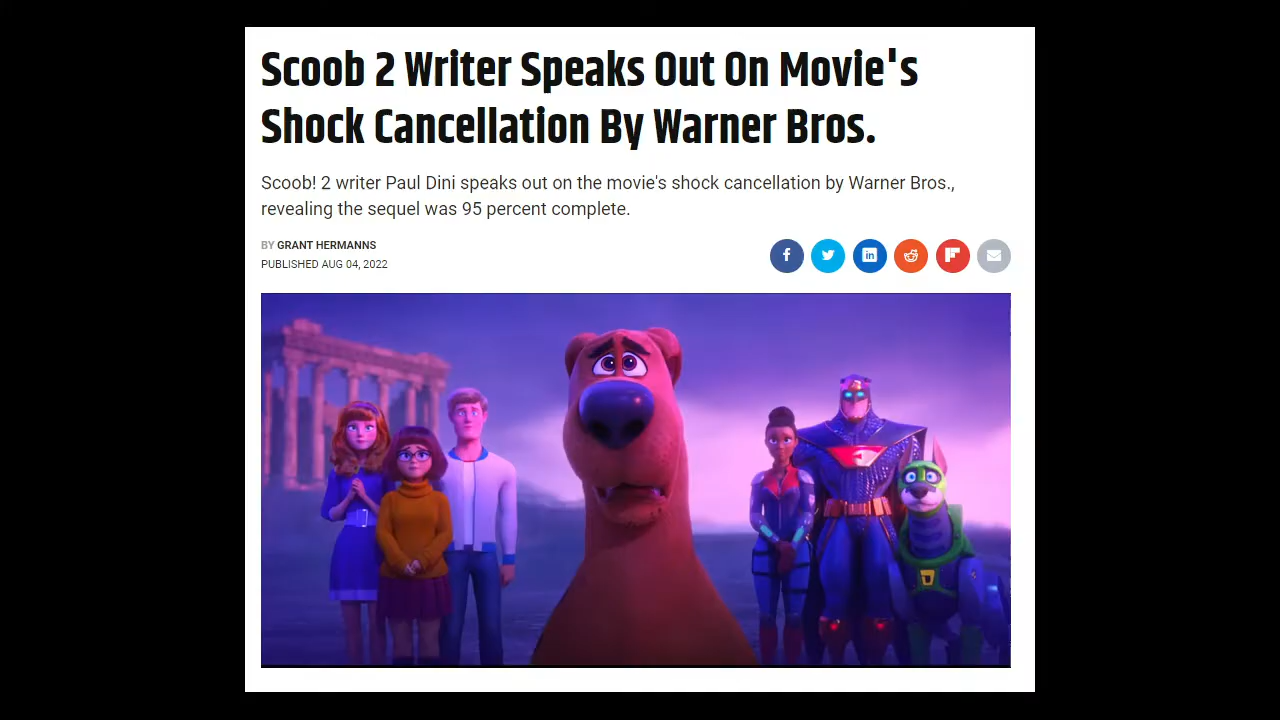 Scoob 2 Writer Speaks Out On Movie's
Shock Cancellation By Warner Bros.
Scoob! 2 writer Paul Dini speaks out on the movie's shock cancellation by Warner Bros.,
revealing the sequel was 95 percent complete.
BY GRANT HERMANNS
PUBLISHED AUG 04, 2022